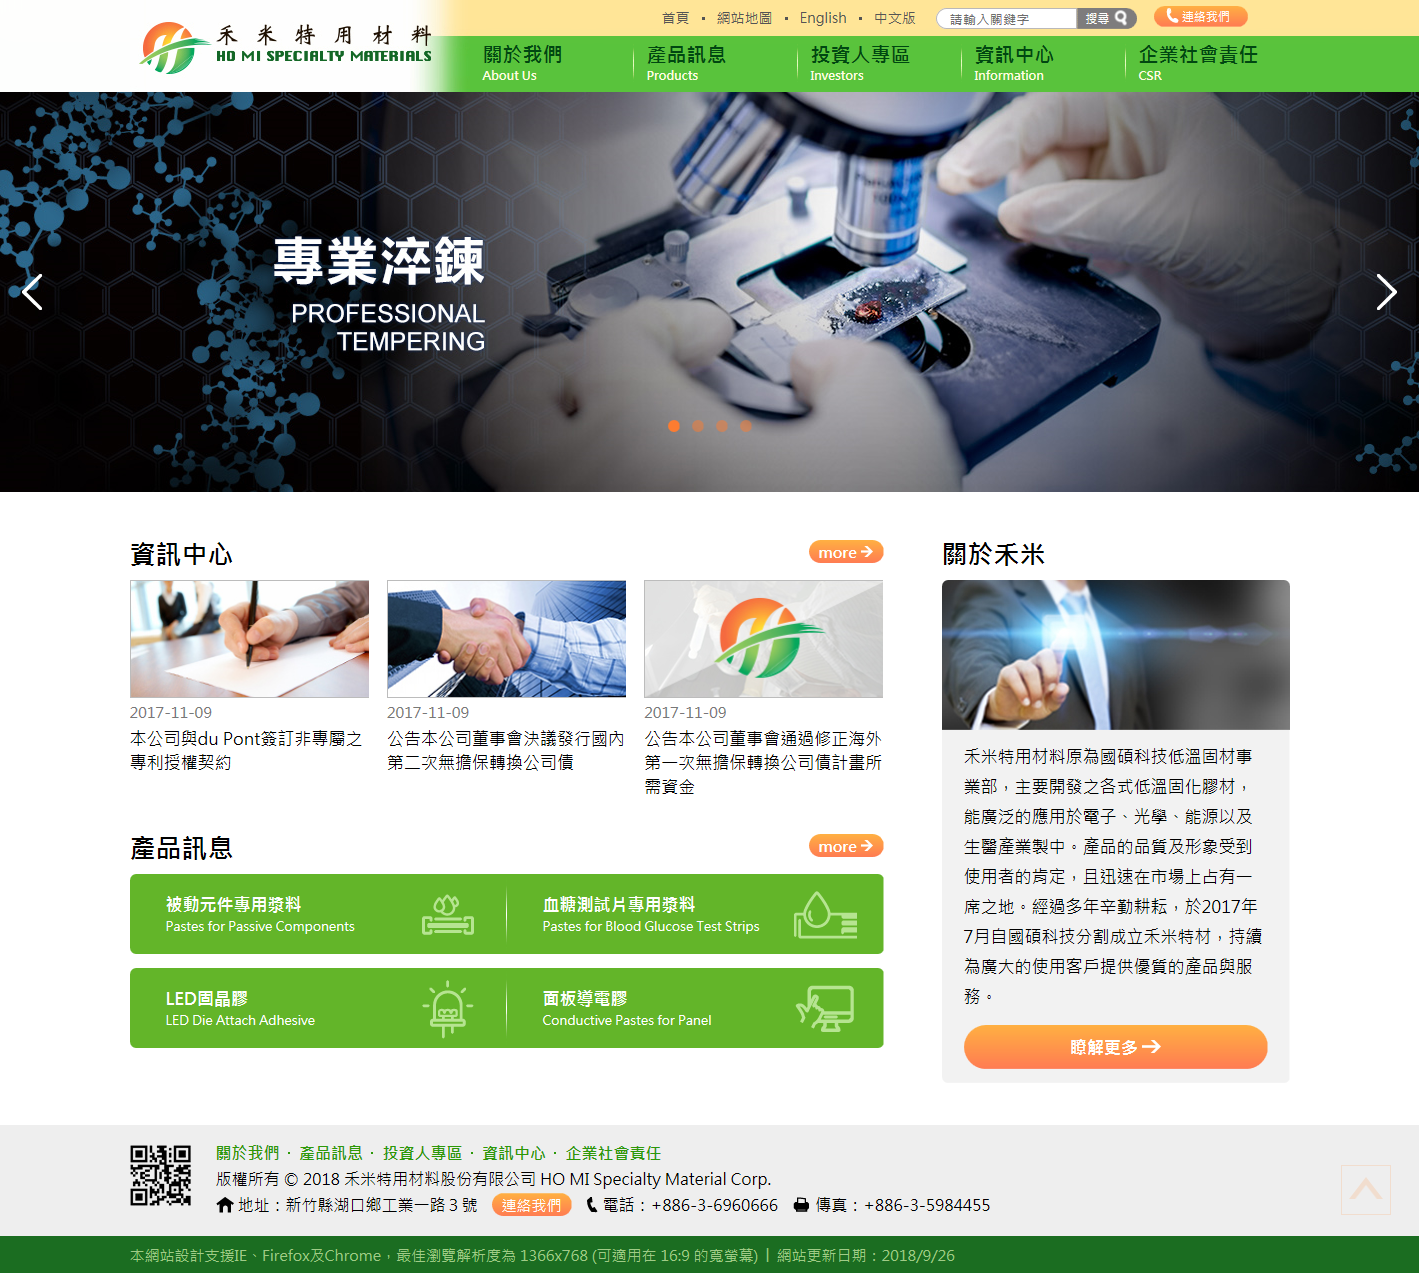 禾米特用材料
HO MI SPECIALTY MATERIALS
首頁 • 網站地圖 • English • 中文版
請輸入關鍵字 搜尋
連絡我們
關於我們
About Us
產品訊息
Products
投資人專區
Investors
資訊中心
Information
企業社會責任
CSR
專業淬鍊
PROFESSIONAL
TEMPERING
資訊中心
more
2017-11-09
本公司與du Pont簽訂非專屬之
專利授權契約
2017-11-09
公告本公司董事會決議發行國內
第二次無擔保轉換公司債
2017-11-09
公告本公司董事會通過修正海外
第一次無擔保轉換公司債計畫所
需資金
產品訊息
more
被動元件專用漿料
Pastes for Passive Components
血糖測試片專用漿料
Pastes for Blood Glucose Test Strips
LED固晶膠
LED Die Attach Adhesive
面板導電膠
Conductive Pastes for Panel
關於禾米
禾米特用材料原為國碩科技低溫固材事
業部，主要開發之各式低溫固化膠材，
能廣泛的應用於電子、光學、能源以及
生醫產業製中。產品的品質及形象受到
使用者的肯定，且迅速在市場上占有一
席之地。經過多年辛勤耕耘，於2017年
7月自國碩科技分割成立禾米特材，持續
為廣大的使用客戶提供優質的產品與服
務。
瞭解更多
關於我們 · 產品訊息 · 投資人專區 · 資訊中心 · 企業社會責任
版權所有 © 2018 禾米特用材料股份有限公司 HO MI Specialty Material Corp.
地址：新竹縣湖口鄉工業一路３號 連絡我們 電話：+886-3-6960666 傳真：+886-3-5984455
本網站設計支援IE、Firefox及Chrome，最佳瀏覽解析度為 1366x768 (可適用在 16:9 的寬螢幕) | 網站更新日期：2018/9/26